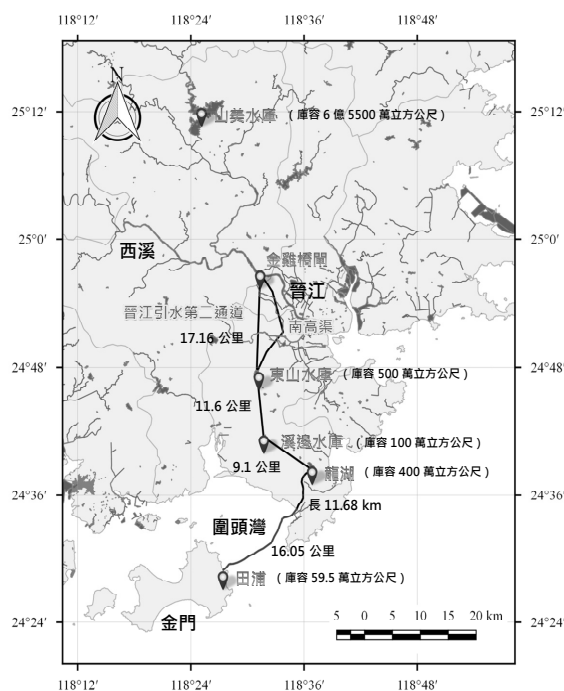 118°12' 118°24' 118°36' 118°48'
N
25°12' 25°12'
山美水庫 (庫容 6 億 5500 萬立方公尺)
25°0' 25°0'
西溪
金雞橋閘
晉江
晉江引水第二通道
南高渠
17.16 公里
24°48' 24°48'
東山水庫 (庫容 500 萬立方公尺)
11.6 公里
溪邊水庫 (庫容 100 萬立方公尺)
9.1 公里
龍湖 (庫容 400 萬立方公尺)
24°36' 24°36'
長 11.68 km
圍頭灣
16.05 公里
田浦 (庫容 59.5 萬立方公尺)
金門
24°24' 24°24'
5 0 5 10 15 20 km
118°12' 118°24' 118°36' 118°48'